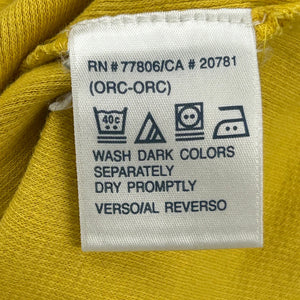 RN # 77806/CA # 20781
(ORC-ORC)
40c
WASH DARK COLORS
SEPARATELY
DRY PROMPTLY
VERSO/AL REVERSO